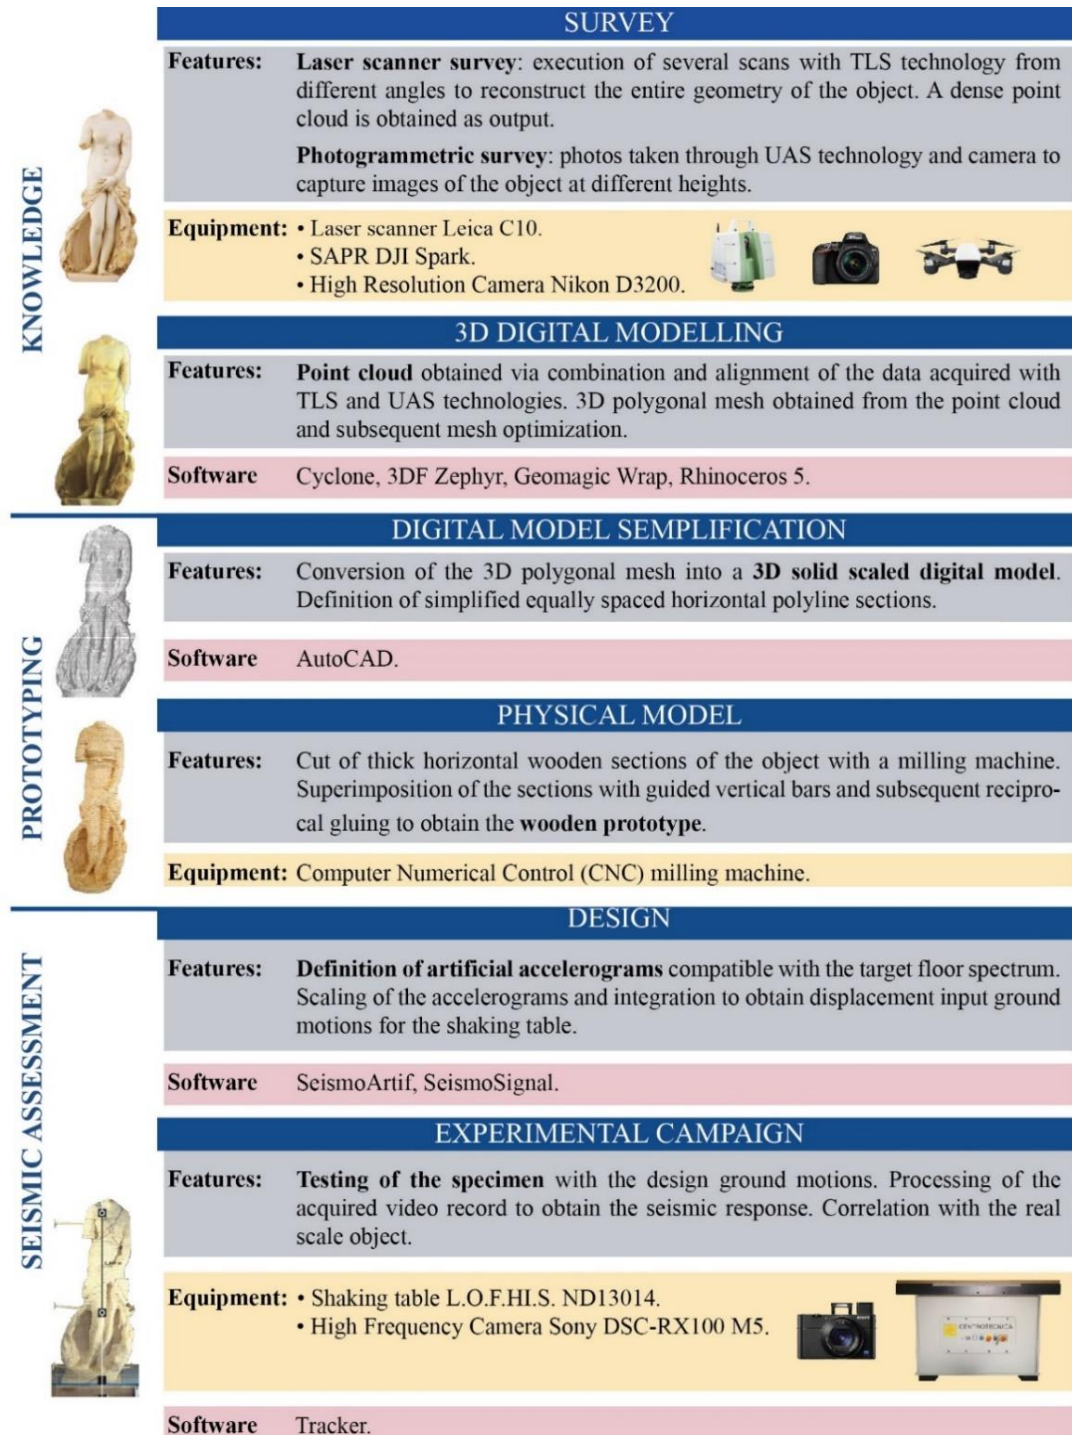 SURVEY
Features: Laser scanner survey: execution of several scans with TLS technology from
different angles to reconstruct the entire geometry of the object. A dense point
cloud is obtained as output.
Photogrammetric survey: photos taken through UAS technology and camera to
capture images of the object at different heights.
Equipment: • Laser scanner Leica C10.
• SAPR DJI Spark.
• High Resolution Camera Nikon D3200.
KNOWLEDGE
3D DIGITAL MODELLING
Features: Point cloud obtained via combination and alignment of the data acquired with
TLS and UAS technologies. 3D polygonal mesh obtained from the point cloud
and subsequent mesh optimization.
Software Cyclone, 3DF Zephyr, Geomagic Wrap, Rhinoceros 5.
DIGITAL MODEL SEMPLIFICATION
Features: Conversion of the 3D polygonal mesh into a 3D solid scaled digital model.
Definition of simplified equally spaced horizontal polyline sections.
Software AutoCAD.
PROTOTYPING
PHYSICAL MODEL
Features: Cut of thick horizontal wooden sections of the object with a milling machine.
Superimposition of the sections with guided vertical bars and subsequent recipro-
cal gluing to obtain the wooden prototype.
Equipment: Computer Numerical Control (CNC) milling machine.
DESIGN
Features: Definition of artificial accelerograms compatible with the target floor spectrum.
Scaling of the accelerograms and integration to obtain displacement input ground
motions for the shaking table.
Software SeismoArtif, SeismoSignal.
SEISMIC ASSESSMENT
EXPERIMENTAL CAMPAIGN
Features: Testing of the specimen with the design ground motions. Processing of the
acquired video record to obtain the seismic response. Correlation with the real
scale object.
Equipment: • Shaking table L.O.F.HI.S. ND13014.
• High Frequency Camera Sony DSC-RX100 M5.
CENTROTECNICA
Software Tracker.